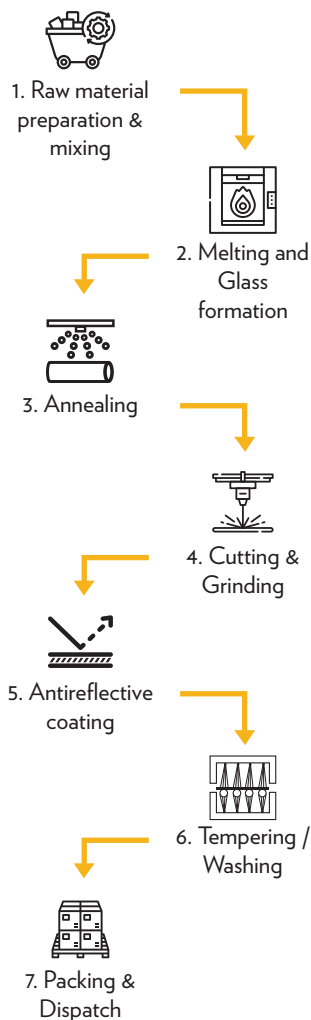 1. Raw material
preparation &
mixing
2. Melting and
Glass
formation
3. Annealing
4. Cutting &
Grinding
5. Antireflective
coating
6. Tempering /
Washing
7. Packing &
Dispatch